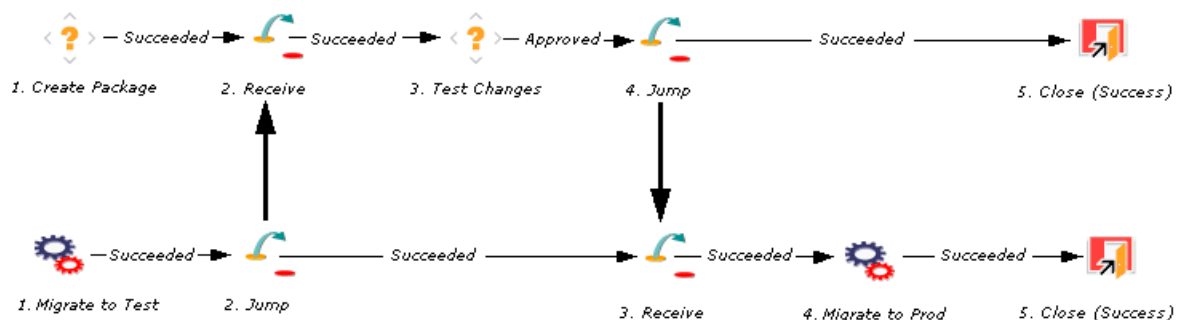 Succeeded Succeeded Approved Succeeded
1. Create Package 2. Receive 3. Test Changes 4. Jump 5. Close (Success)
Succeeded Succeeded Succeeded Succeeded
1. Migrate to Test 2. Jump 3. Receive 4. Migrate to Prod 5. Close (Success)